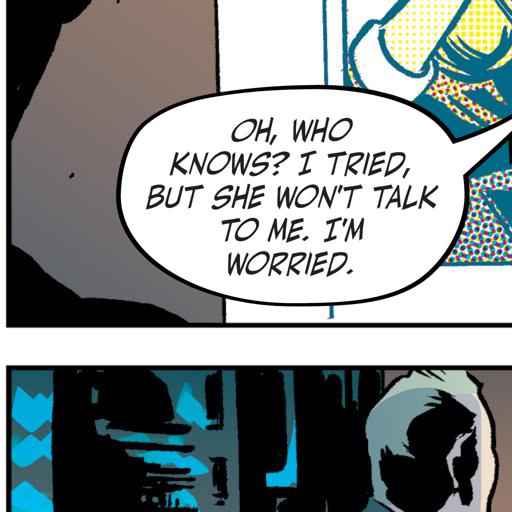 OH, WHO
KNOWS? I TRIED,
BUT SHE WON'T TALK
TO ME. I'M
WORRIED.